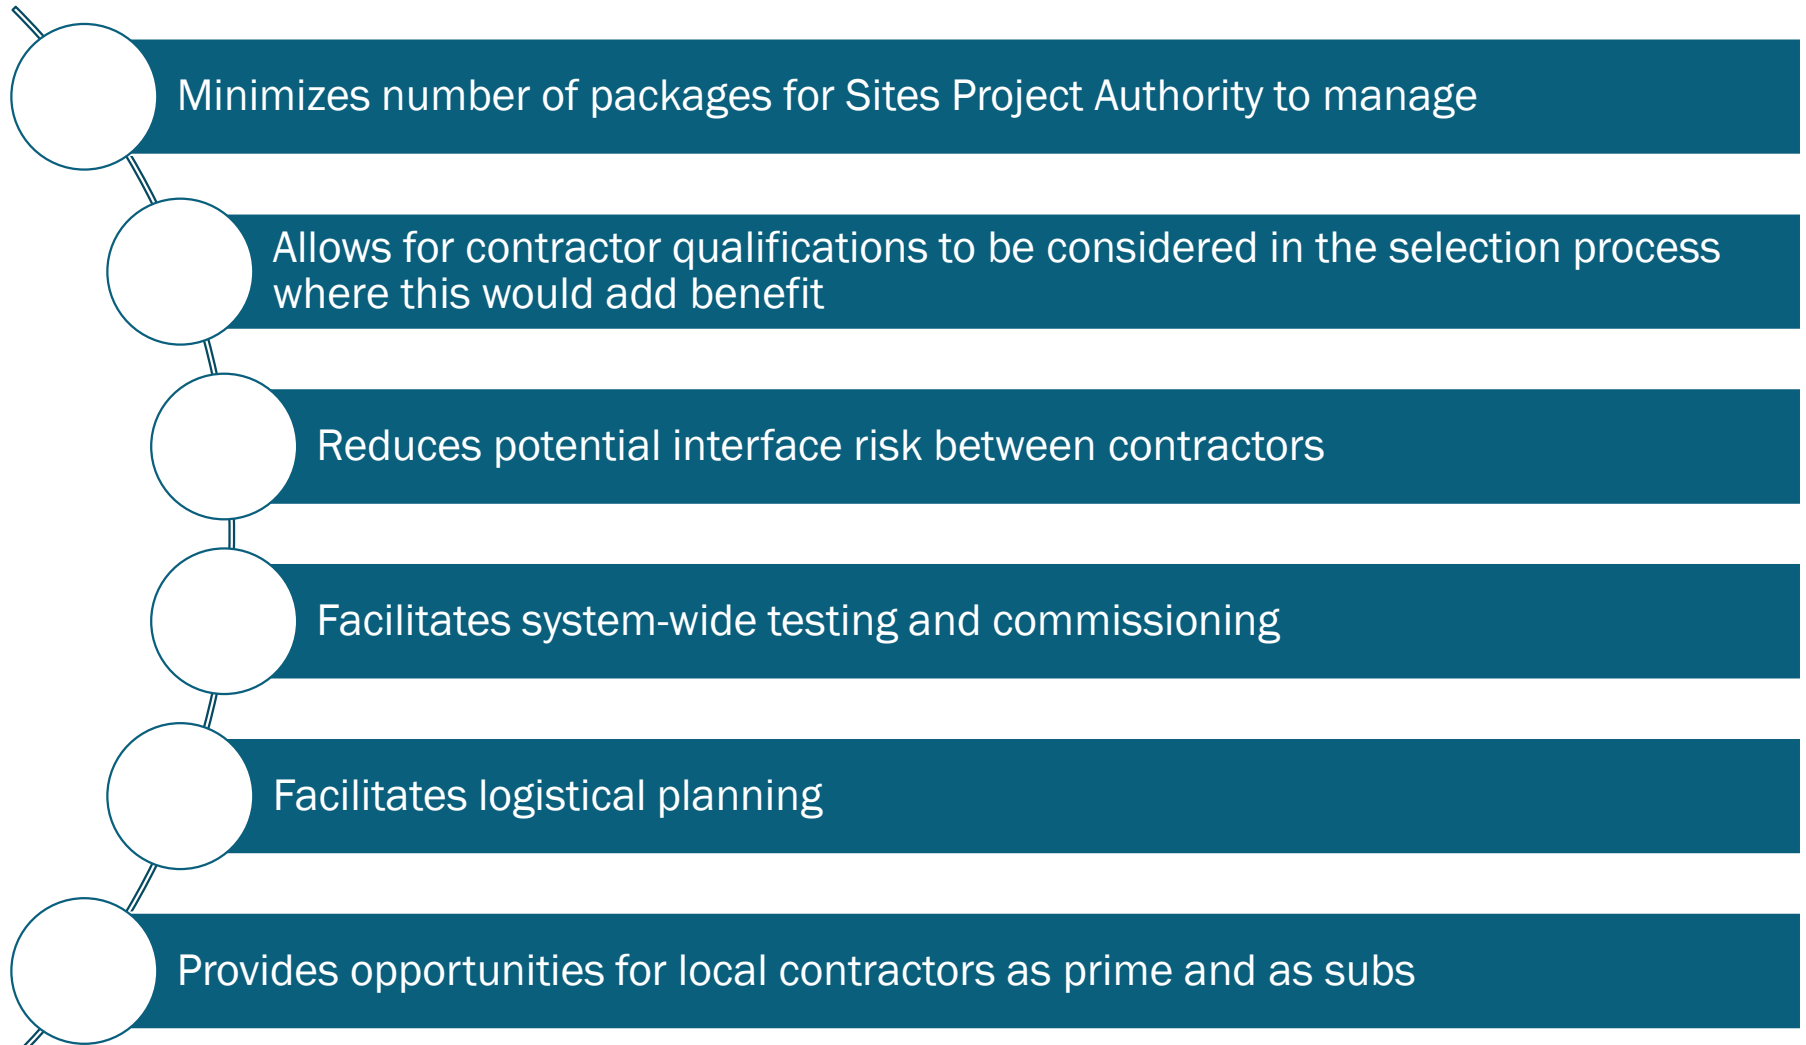 Minimizes number of packages for Sites Project Authority to manage
Allows for contractor qualifications to be considered in the selection process
where this would add benefit
Reduces potential interface risk between contractors
Facilitates system-wide testing and commissioning
Facilitates logistical planning
Provides opportunities for local contractors as prime and as subs